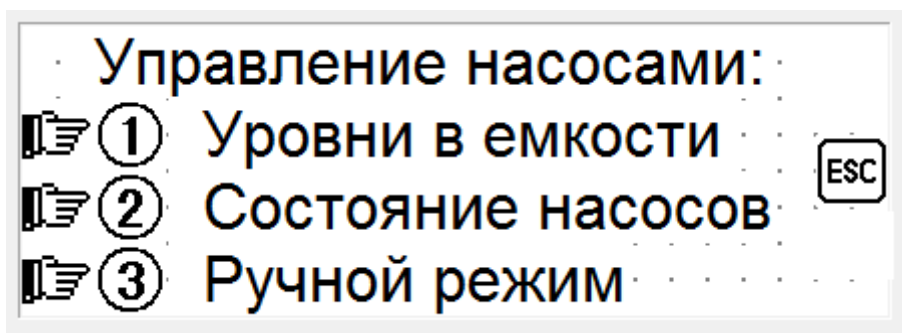 Управление насосами:
1 Уровни в емкости
ESC
2 Состояние насосов
3 Ручной режим